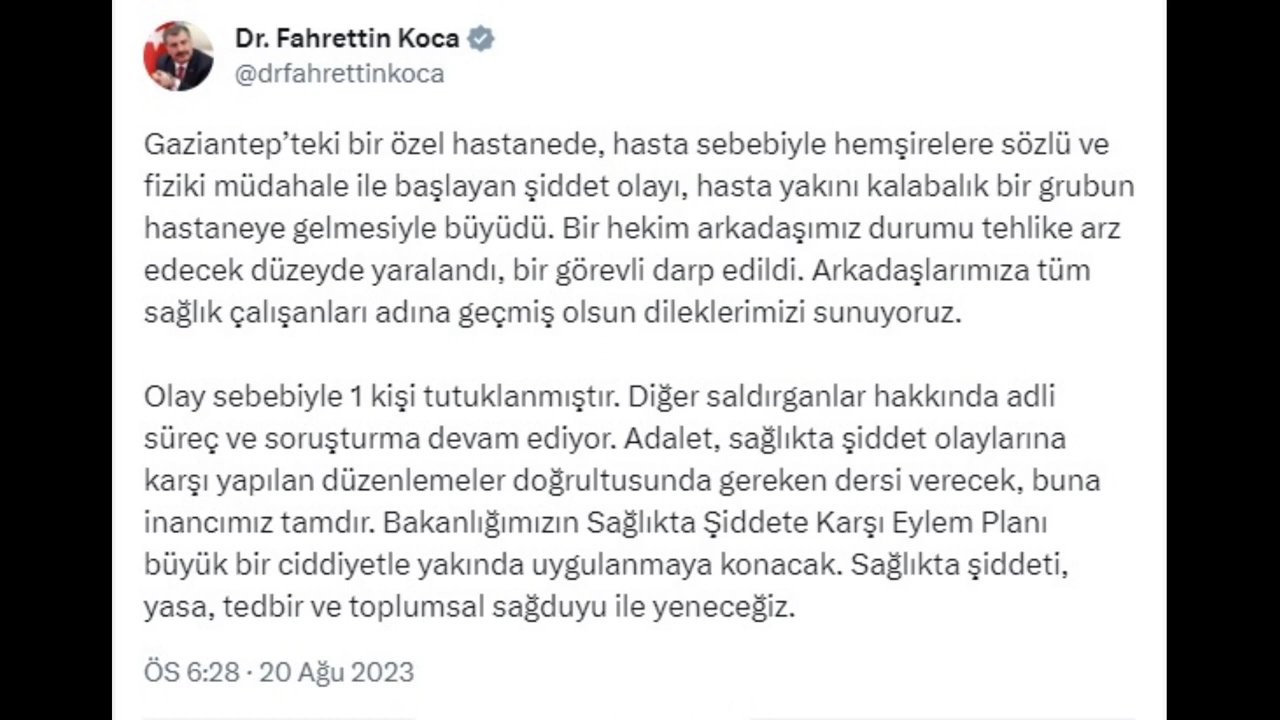 Dr. Fahrettin Koca
@drfahrettinkoca
Gaziantep’teki bir özel hastanede, hasta sebebiyle hemşirelere sözlü ve
fiziki müdahale ile başlayan şiddet olayı, hasta yakını kalabalık bir grubun
hastaneye gelmesiyle büyüdü. Bir hekim arkadaşımız durumu tehlike arz
edecek düzeyde yaralandı, bir görevli darp edildi. Arkadaşlarımıza tüm
sağlık çalışanları adına geçmiş olsun dileklerimizi sunuyoruz.
Olay sebebiyle 1 kişi tutuklanmıştır. Diğer saldırganlar hakkında adli
süreç ve soruşturma devam ediyor. Adalet, sağlıkta şiddet olaylarına
karşı yapılan düzenlemeler doğrultusunda gereken dersi verecek, buna
inancımız tamdır. Bakanlığımızın Sağlıkta Şiddete Karşı Eylem Planı
büyük bir ciddiyetle yakında uygulanmaya konacak. Sağlıkta şiddeti,
yasa, tedbir ve toplumsal sağduyu ile yeneceğiz.
ÖS 6:28 · 20 Ağu 2023